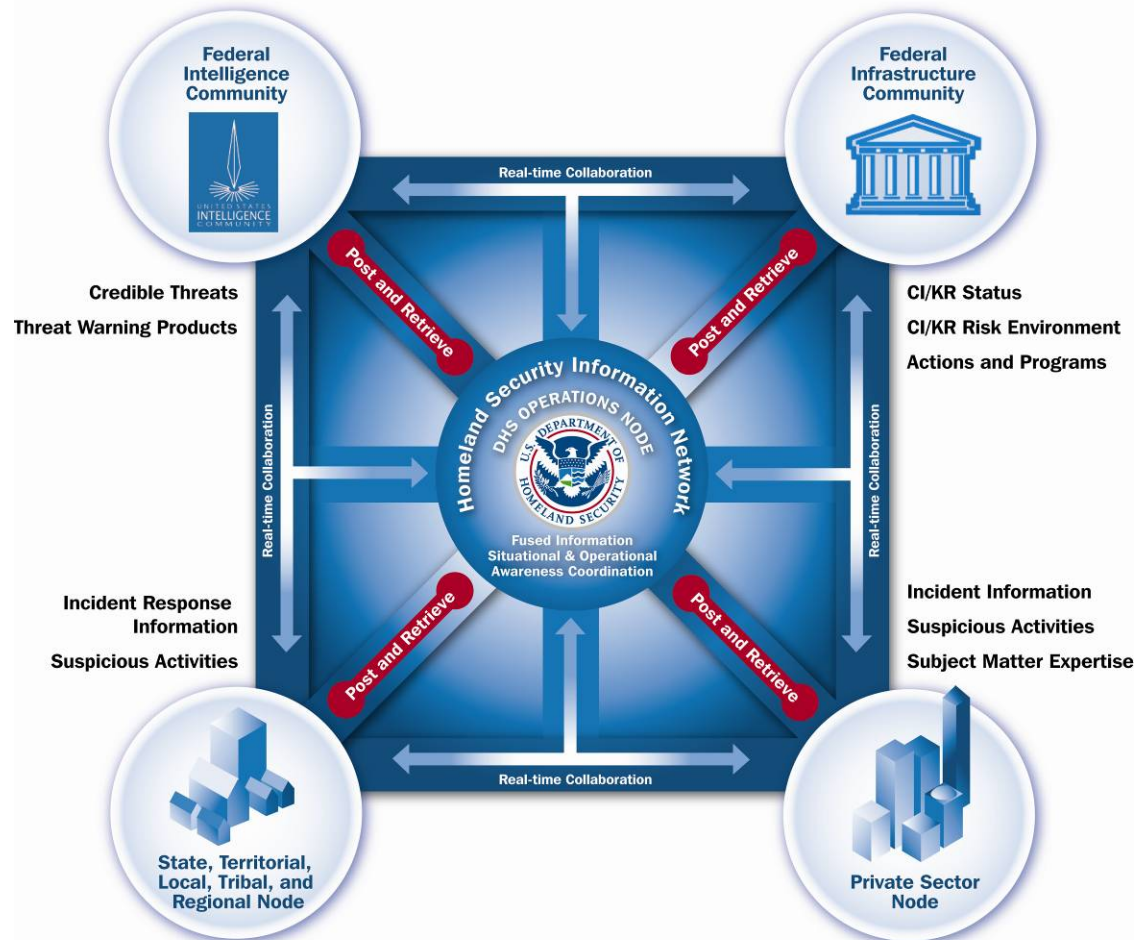 Federal
Intelligence
Community
UNITED STATES
INTELLIGENCE
COMMUNITY
Federal
Infrastructure
Community
Real-time Collaboration
Post and Retrieve
Post and Retrieve
Credible Threats
Threat Warning Products
CI/KR Status
CI/KR Risk Environment
Actions and Programs
Real-time Collaboration
Homeland Security Information Network
DHS OPERATIONS NODE
U.S. DEPARTMENT OF
HOMELAND SECURITY
Fused Information
Situational & Operational
Awareness Coordination
Real-time Collaboration
Incident Response
Information
Suspicious Activities
Post and Retrieve
Post and Retrieve
Incident Information
Suspicious Activities
Subject Matter Expertise
Real-time Collaboration
State, Territorial,
Local, Tribal, and
Regional Node
Private Sector
Node